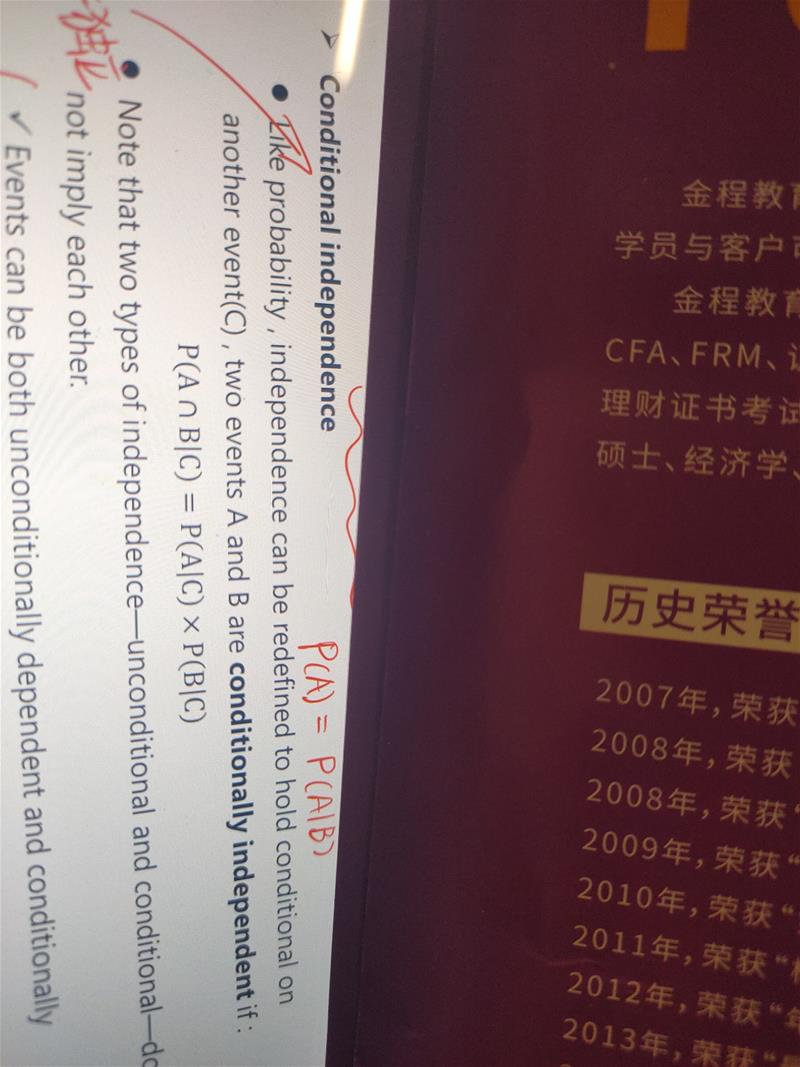 ➢ Conditional independence
P(A) = P(A|B)
● Like probability , independence can be redefined to hold conditional on
another event(C) , two events A and B are conditionally independent if :
P(A ∩ B|C) = P(A|C) × P(B|C)
● Note that two types of independence—unconditional and conditional—do
not imply each other.
独立
✓ Events can be both unconditionally dependent and conditionally
金程教育
学员与客户
金程教育
CFA、FRM、
理财证书考试
硕士、经济学、
历史荣誉
2007年，荣获
2008年，荣获
2008年，荣获“
2009年，荣获“
2010年，荣获“
2011年，荣获“
2012年，荣获“
2013年，荣获“